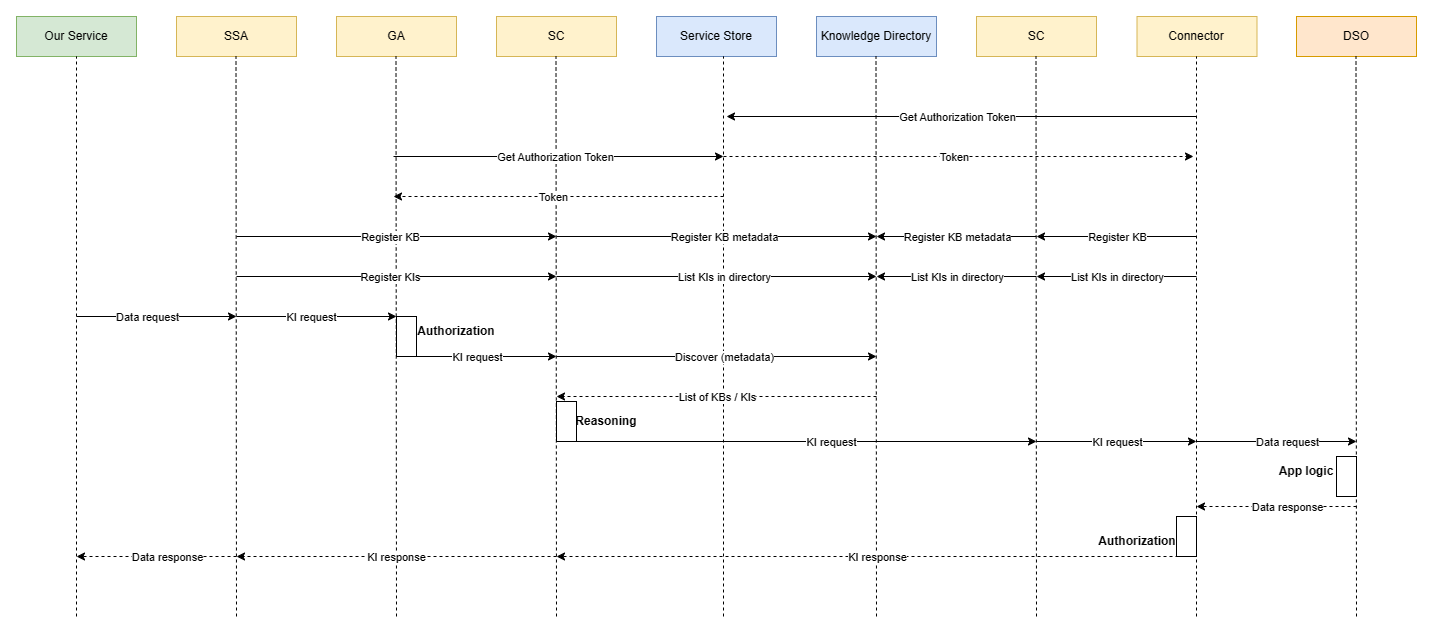 Our Service
SSA
GA
SC
Service Store
Knowledge Directory
SC
Connector
DSO
Get Authorization Token
Get Authorization Token
Token
Token
Register KB
Register KB metadata
Register KB metadata
Register KB
Register KIs
List KIs in directory
List KIs in directory
List KIs in directory
Data request
KI request
Authorization
KI request
Discover (metadata)
List of KBs / KIs
Reasoning
KI request
KI request
Data request
App logic
Data response
Authorization
Data response
KI response
KI response